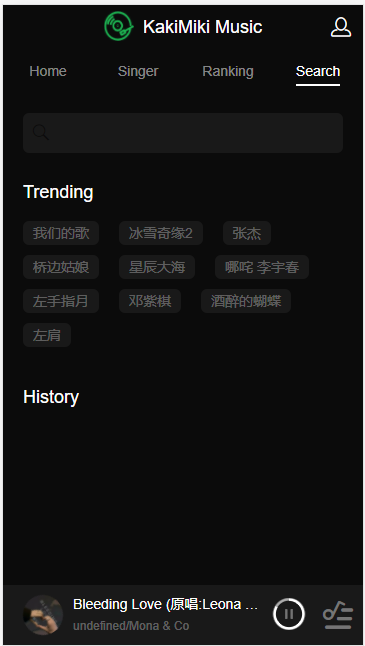 KakiMiki Music
Home Singer Ranking Search
Trending
我们的歌 冰雪奇缘2 张杰
桥边姑娘 星辰大海 哪咤 李宇春
左手指月 邓紫棋 酒醉的蝴蝶
左肩
History
Bleeding Love (原唱:Leona ...
undefined/Mona & Co